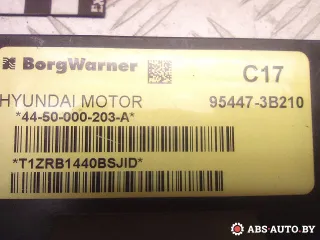 BorgWarner
C17
HYUNDAI MOTOR 95447-3B210
*44-50-000-203-A*
*T1ZRB1440BSJID*
ABS-AUTO.BY